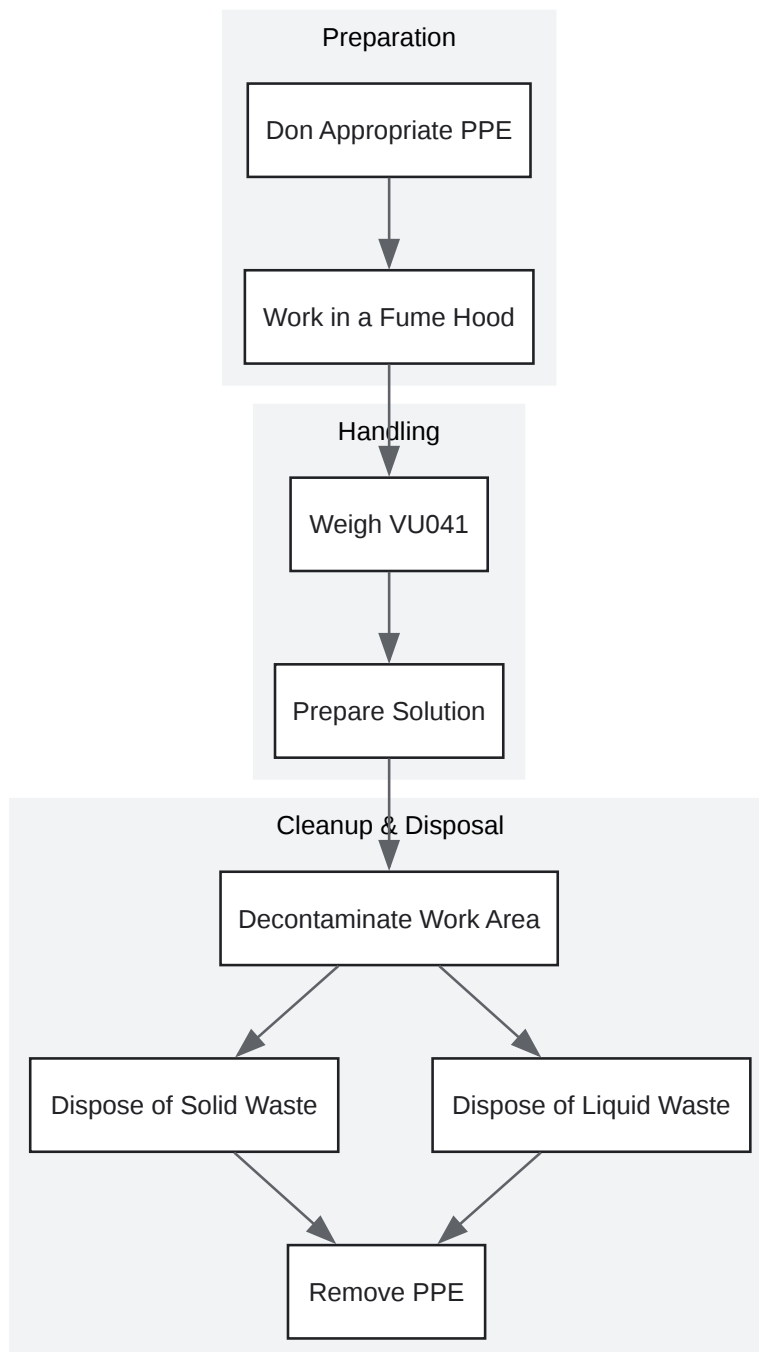 Preparation
Don Appropriate PPE
Work in a Fume Hood
Handling
Weigh VU041
Prepare Solution
Cleanup & Disposal
Decontaminate Work Area
Dispose of Solid Waste
Dispose of Liquid Waste
Remove PPE